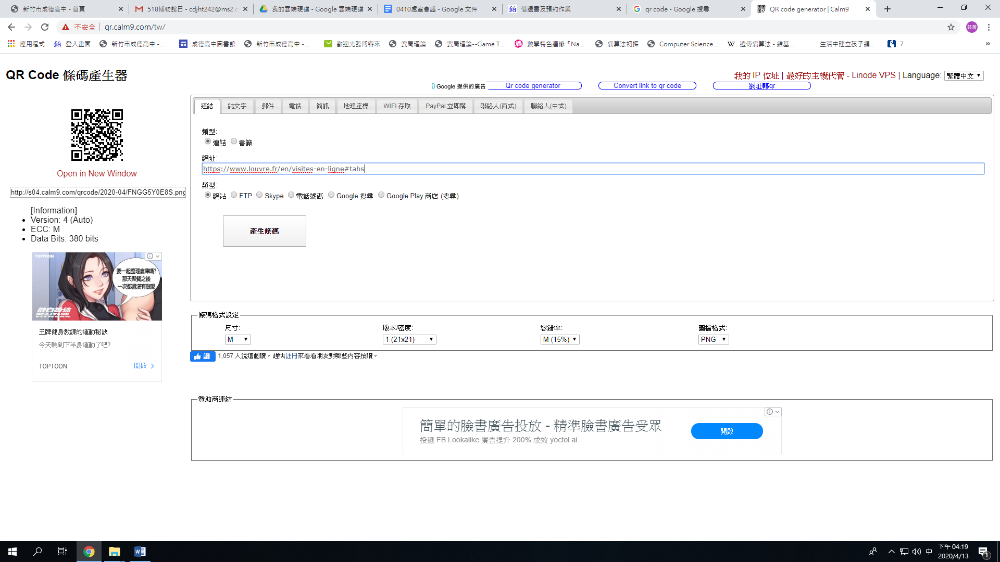 新竹市成德高中 - 首頁
518博物館日 - cdjht242@ms2.c
我的雲端硬碟 - Google 雲端硬碟
0410處室會議 - Google 文件
借還書及預約作業
qr code - Google 搜尋
QR code generator | Calm9
不安全 | qr.calm9.com/tw/
芸菁
應用程式
登入畫面
新竹市成德高中 -...
成德高中圖書館
新竹市成德高中 -...
歡迎光臨博客來
賽局理論
賽局理論--Game T...
數學特色選修『Na...
演算法初探
Computer Science...
W 遺傳演算法 - 維基...
生活中建立孩子編...
7
QR Code 條碼產生器
我的 IP 位址 | 最好的主機代管 - Linode VPS | Language: 繁體中文
Google 提供的廣告
Qr code generator
Convert link to qr code
網址轉qr
Open in New Window
http://s04.calm9.com/qrcode/2020-04/FNGG5Y0E8S.png
[Information]
Version: 4 (Auto)
ECC: M
Data Bits: 380 bits
連結
純文字
郵件
電話
簡訊
地理座標
WIFI 存取
PayPal 立即購
聯絡人(西式)
聯絡人(中式)
類型:
連結 書籤
網址:
https://www.louvre.fr/en/visites-en-ligne#tabs
類型:
網站 FTP Skype 電話號碼 Google 搜尋 Google Play 商店 (搜尋)
產生條碼
TOPTOON
要一起整理倉庫嗎?
那天聚餐之後
一次都還沒有做呢
健身教練
王牌健身教練的運動秘訣
今天輪到下半身運動了吧?
TOPTOON
開啟
條碼格式設定
尺寸:
M
版本/密度:
1 (21x21)
容錯率:
M (15%)
圖檔格式:
PNG
讚
1,057 人說這個讚。趕快註冊來看看朋友對哪些內容按讚。
贊助商連結
簡單的臉書廣告投放 - 精準臉書廣告受眾
投遞 FB Lookalike 廣告提升 200% 成效 yoctol.ai
開啟
中
下午 04:19
2020/4/13
1